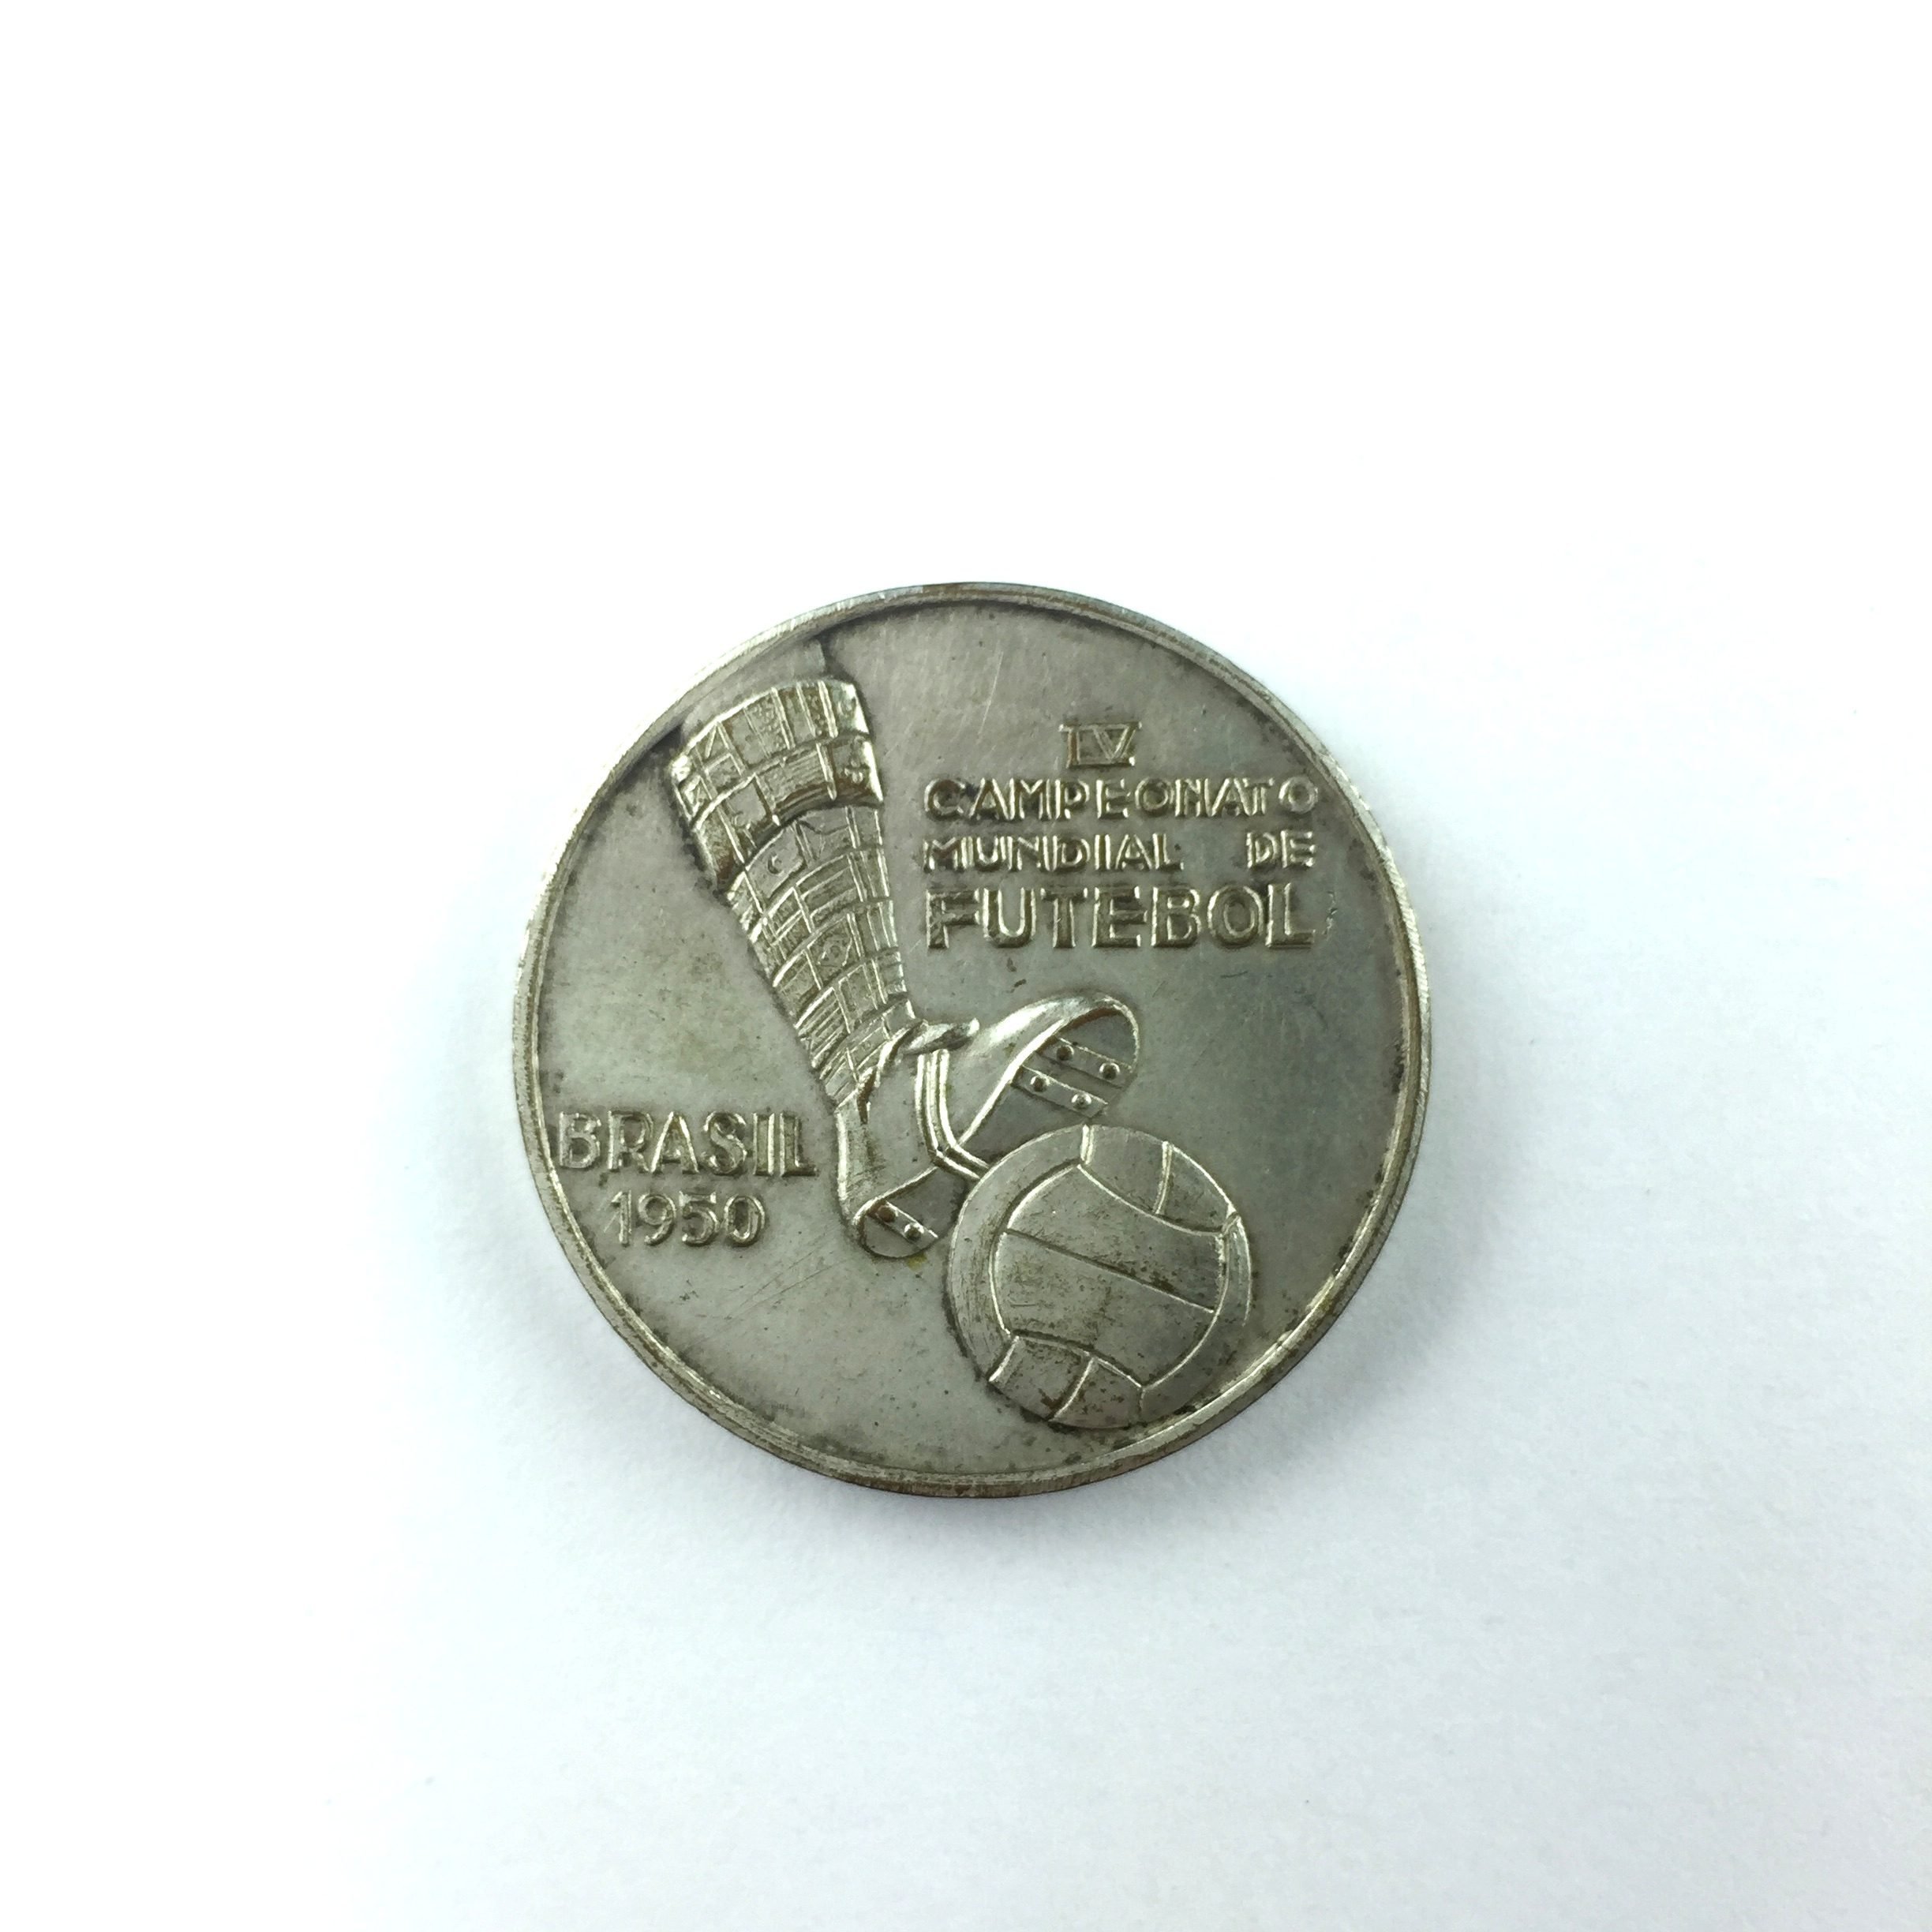 IV
CAMPEONATO
MUNDIAL DE
FUTEBOL
BRASIL
1950